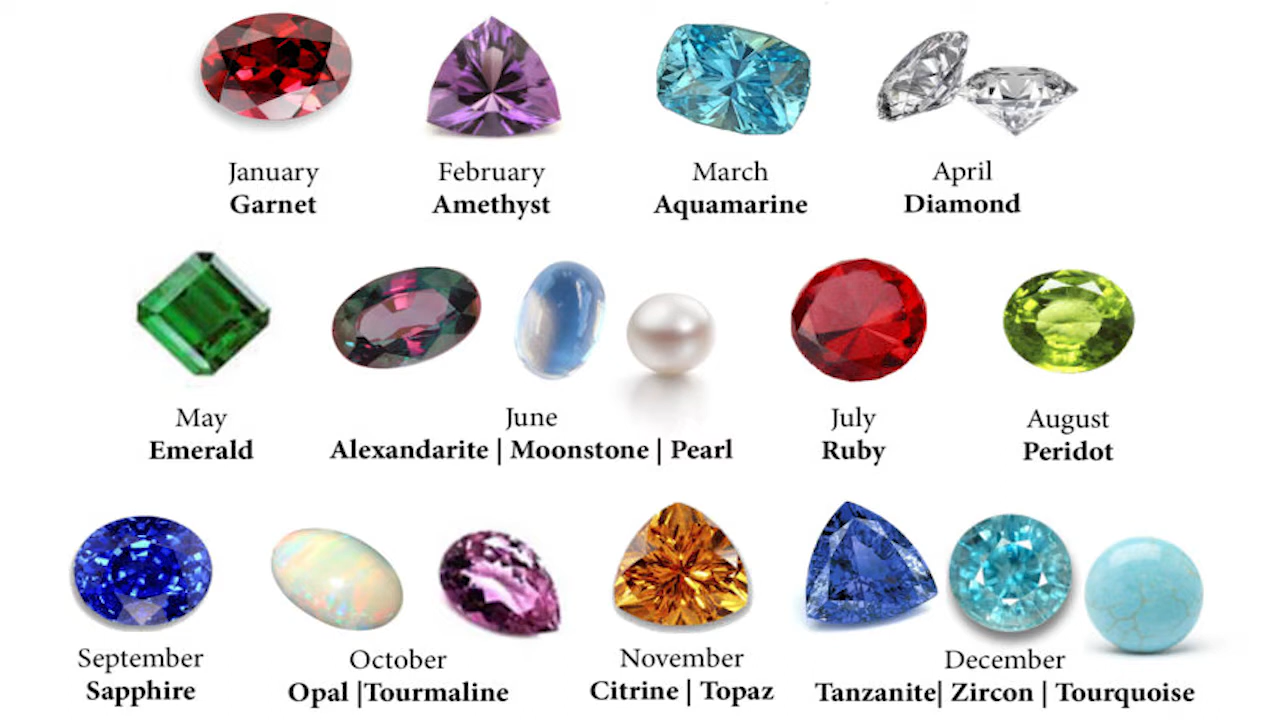 January
Garnet
February
Amethyst
March
Aquamarine
April
Diamond
May
Emerald
June
Alexandarite | Moonstone | Pearl
July
Ruby
August
Peridot
September
Sapphire
October
Opal |Tourmaline
November
Citrine | Topaz
December
Tanzanite| Zircon | Tourquoise